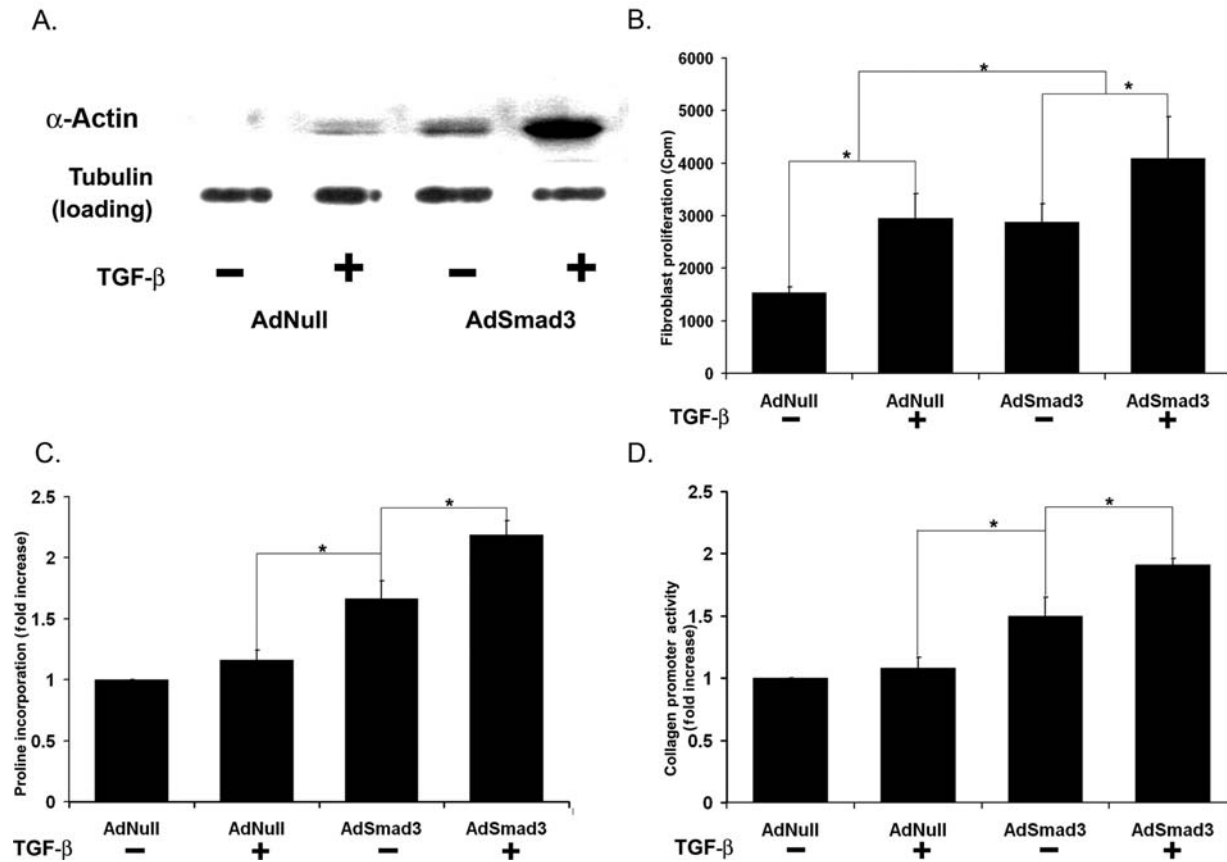 A.
α-Actin
Tubulin
(loading)
TGF-β − + − +
AdNull AdSmad3
B.
Fibroblast proliferation (Cpm)
6000
5000
4000
3000
2000
1000
0
* * *
AdNull AdNull AdSmad3 AdSmad3
TGF-β − + − +
C.
Proline incorporation (fold increase)
2.5
2
1.5
1
0.5
0
* *
AdNull AdNull AdSmad3 AdSmad3
TGF-β − + − +
D.
Collagen promoter activity
(fold increase)
2.5
2
1.5
1
0.5
0
* *
AdNull AdNull AdSmad3 AdSmad3
TGF-β − + − +